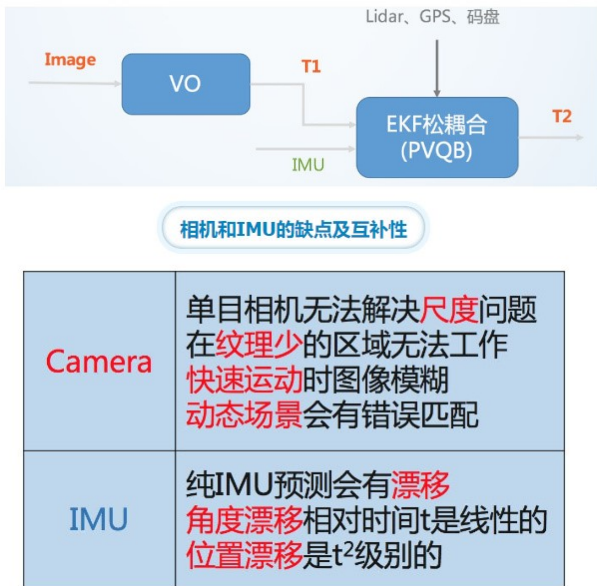 Lidar、GPS、码盘
Image
VO
T1
EKF松耦合
(PVQB)
T2
IMU
相机和IMU的缺点及互补性
Camera
单目相机无法解决尺度问题
在纹理少的区域无法工作
快速运动时图像模糊
动态场景会有错误匹配
IMU
纯IMU预测会有漂移
角度漂移相对时间t是线性的
位置漂移是t²级别的